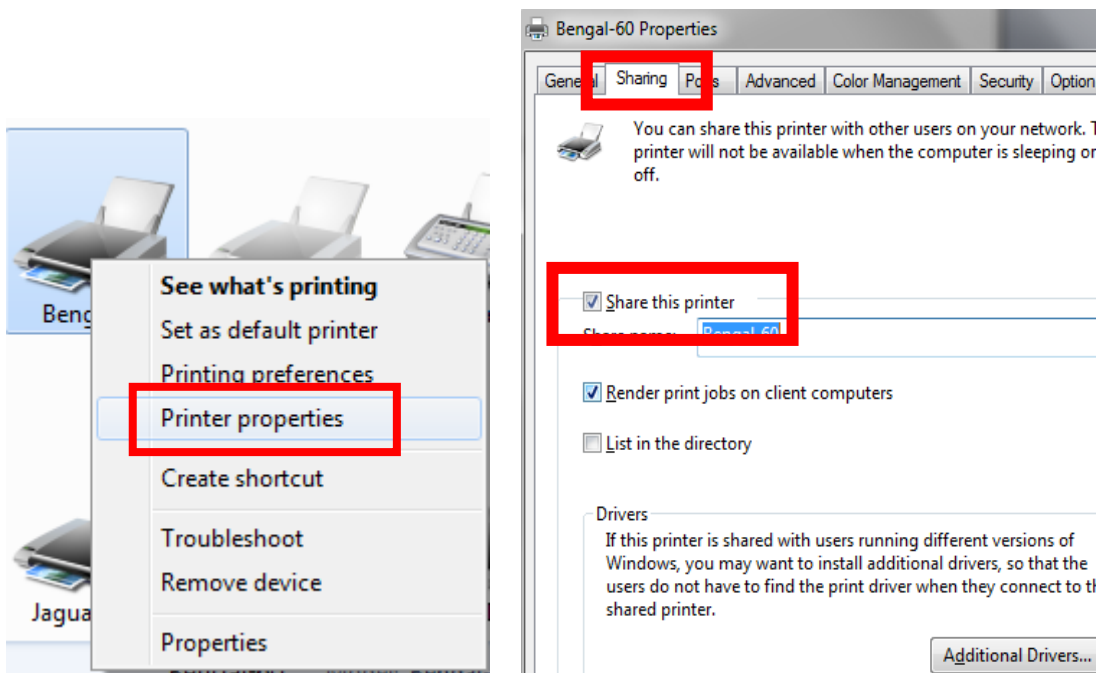 See what's printing
Set as default printer
Printing preferences
Printer properties
Create shortcut
Troubleshoot
Remove device
Properties
Bengal-60 Properties
General Sharing Ports Advanced Color Management Security Option
You can share this printer with other users on your network. T
printer will not be available when the computer is sleeping or
off.
Share this printer
Share name: Bengal-60
Render print jobs on client computers
List in the directory
Drivers
If this printer is shared with users running different versions of
Windows, you may want to install additional drivers, so that the
users do not have to find the print driver when they connect to th
shared printer.
Additional Drivers...
Beng
Jagua